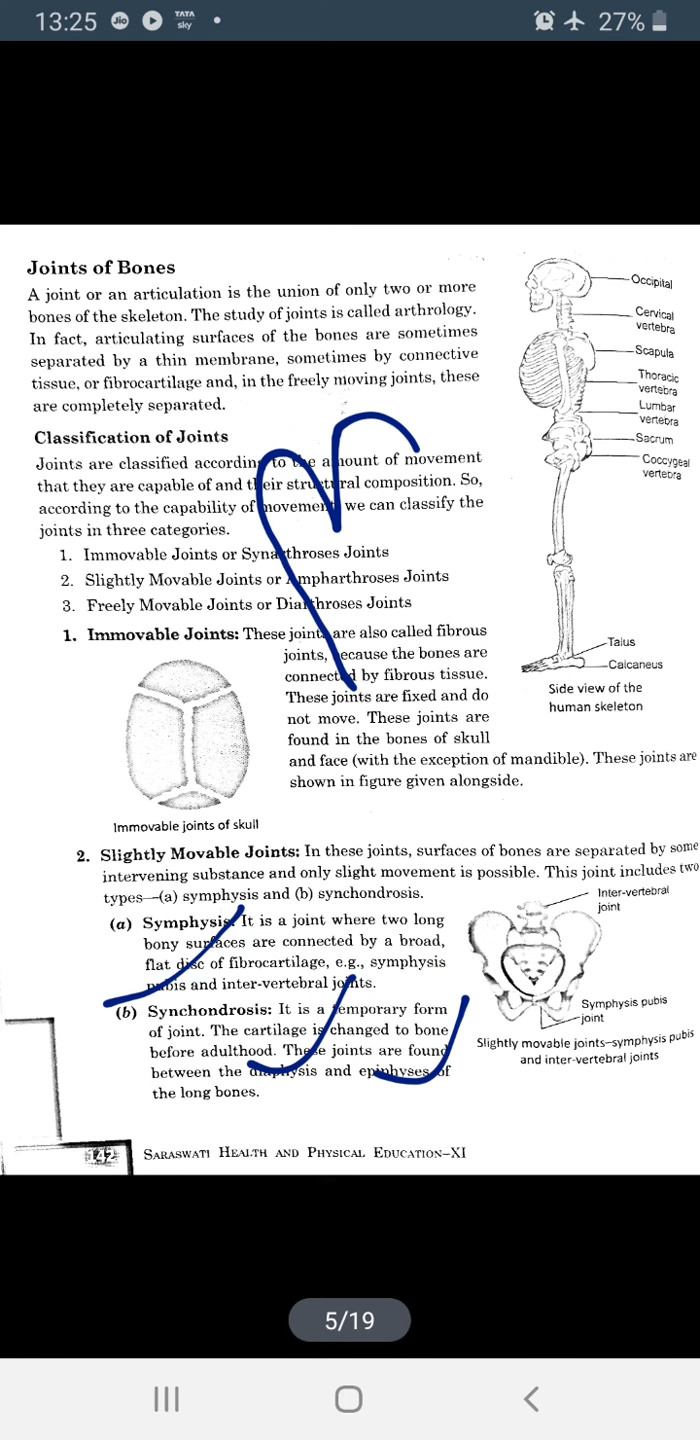 13:25 Jio TATA sky 27%
Joints of Bones
A joint or an articulation is the union of only two or more
bones of the skeleton. The study of joints is called arthrology.
In fact, articulating surfaces of the bones are sometimes
separated by a thin membrane, sometimes by connective
tissue, or fibrocartilage and, in the freely moving joints, these
are completely separated.
Classification of Joints
Joints are classified according to the amount of movement
that they are capable of and their structural composition. So,
according to the capability of movement we can classify the
joints in three categories.
1. Immovable Joints or Synarthroses Joints
2. Slightly Movable Joints or Ampharthroses Joints
3. Freely Movable Joints or Diarthroses Joints
Occipital
Cervical
vertebra
Scapula
Thoracic
vertebra
Lumbar
vertebra
Sacrum
Coccygeal
vertebra
Talus
Calcaneus
Side view of the
human skeleton
1. Immovable Joints: These joints are also called fibrous
joints, because the bones are
connected by fibrous tissue.
These joints are fixed and do
not move. These joints are
found in the bones of skull
and face (with the exception of mandible). These joints are
shown in figure given alongside.
Immovable joints of skull
2. Slightly Movable Joints: In these joints, surfaces of bones are separated by some
intervening substance and only slight movement is possible. This joint includes two
types—(a) symphysis and (b) synchondrosis.
(a) Symphysis: It is a joint where two long
bony surfaces are connected by a broad,
flat disc of fibrocartilage, e.g., symphysis
pubis and inter-vertebral joints.
(b) Synchondrosis: It is a temporary form
of joint. The cartilage is changed to bone
before adulthood. These joints are found
between the diaphysis and epiphyses of
the long bones.
Inter-vertebral
joint
Symphysis pubis
joint
Slightly movable joints–symphysis pubis
and inter-vertebral joints
142 SARASWATI HEALTH AND PHYSICAL EDUCATION–XI
5/19